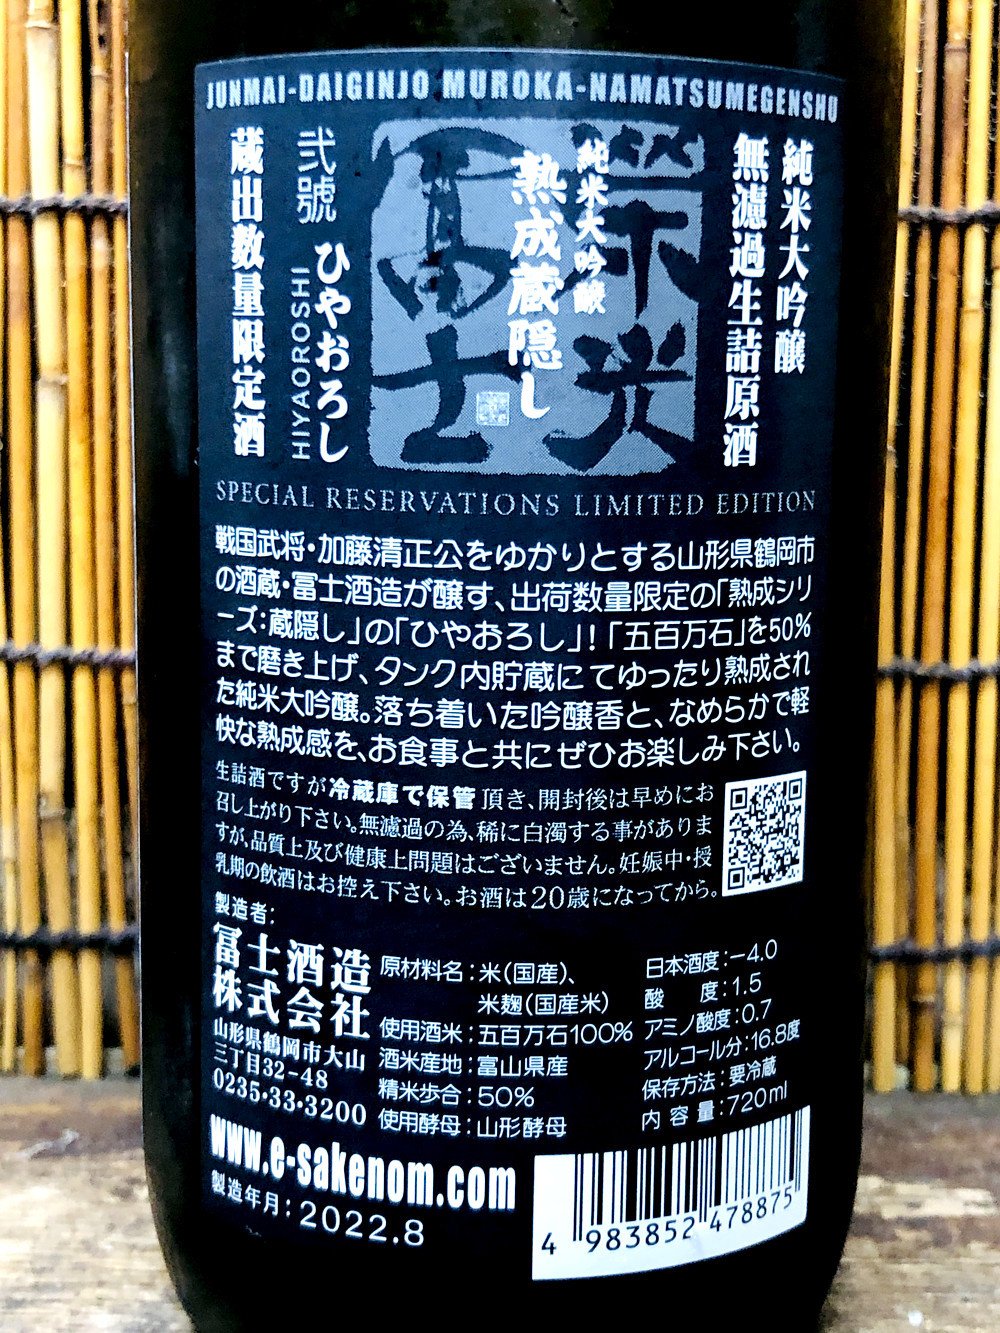 JUNMAI-DAIGINJO MUROKA-NAMATSUMEGENSHU
純米大吟醸
無濾過生詰原酒
栄光
冨士
純米大吟醸
熟成蔵隠し
弐號 ひやおろし
HIYAOROSHI
蔵出数量限定酒
SPECIAL RESERVATIONS LIMITED EDITION
戦国武将・加藤清正公をゆかりとする山形県鶴岡市
の酒蔵・冨士酒造が醸す、出荷数量限定の「熟成シリ
ーズ:蔵隠し」の「ひやおろし」!「五百万石」を50%
まで磨き上げ、タンク内貯蔵にてゆったり熟成され
た純米大吟醸。落ち着いた吟醸香と、なめらかで軽
快な熟成感を、お食事と共にぜひお楽しみ下さい。
生詰酒ですが冷蔵庫で保管頂き、開封後は早めにお
召し上がり下さい。無濾過の為、稀に白濁する事がありま
すが、品質上及び健康上問題はございません。妊娠中・授
乳期の飲酒はお控え下さい。お酒は20歳になってから。
製造者:
冨士酒造
株式会社
山形県鶴岡市大山
三丁目32-48
0235・33・3200
原材料名:米(国産)、
米麹(国産米)
使用酒米:五百万石100%
酒米産地:富山県産
精米歩合:50%
使用酵母:山形酵母
日本酒度:-4.0
酸 度:1.5
アミノ酸度:0.7
アルコール分:16.8度
保存方法:要冷蔵
内容量:720ml
www.e-sakenom.com
製造年月:2022.8
4 983852 478875